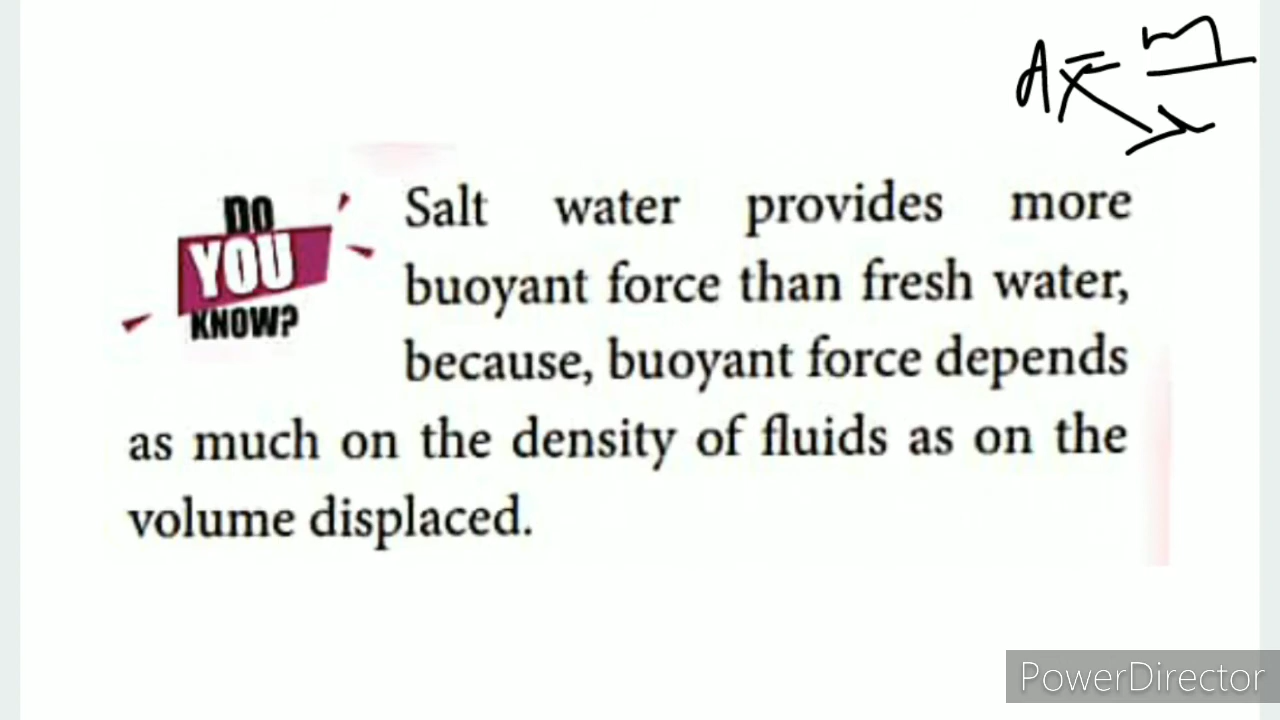 DO
YOU
KNOW?
Salt water provides more
buoyant force than fresh water,
because, buoyant force depends
as much on the density of fluids as on the
volume displaced.
PowerDirector